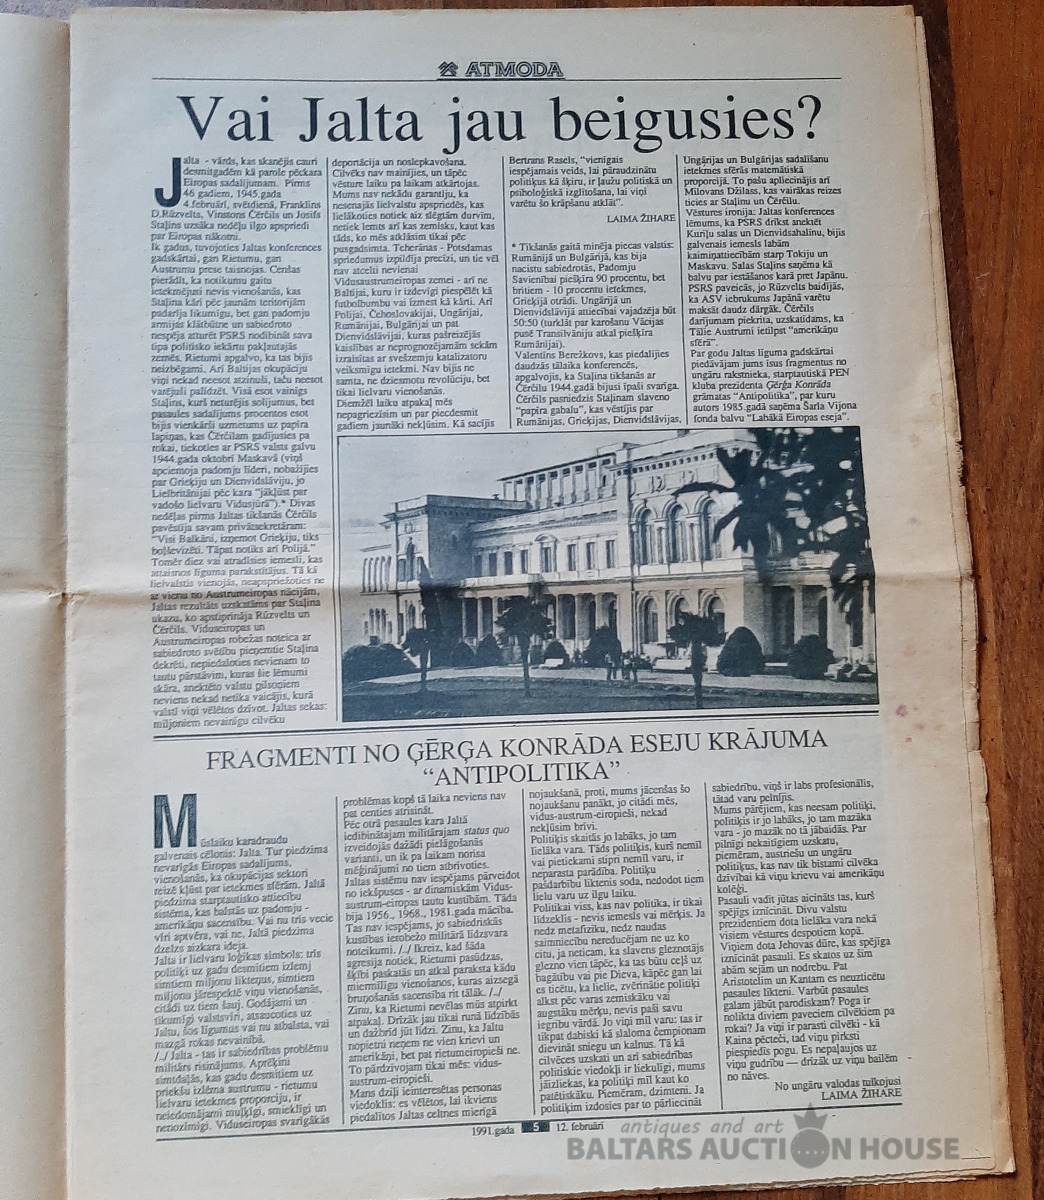 ATMODA
Vai Jalta jau beigusies?
Jalta - vārds, kas skanējis cauri
desmitgadēm kā parole pēckara
Eiropas sadalījumam. Pirms
46 gadiem, 1945.gada
4.februārī, svētdienā, Franklins
D.Rūzvelts, Vinstons Čērčils un Josifs
Staļins uzsāka nedēļu ilgo apspriedi
par Eiropas nākotni.
Ik gadus, tuvojoties Jaltas konferences
gadskārtai, gan Rietumu, gan
Austrumu prese taisnojas. Cenšas
pierādīt, ka notikumu gaitu
ietekmējusi nevis vienošanās, kas
Staļina kāri pēc jaunām teritorijām
padarīja likumīgu, bet gan padomju
armijas klātbūtne un sabiedroto
nespēja atturēt PSRS nodibināt sava
tipa politisko iekārtu pakļautajās
zemēs. Rietumi apgalvo, ka tas bijis
neizbēgami. Arī Baltijas okupāciju
viņi nekad neesot atzinuši, taču neesot
varējuši palīdzēt. Visā esot vainīgs
Staļins, kurš neturējis solījumus, bet
pasaules sadalījums procentos esot
bijis vienkārši uzmetums uz papīra
lapiņas, kas Čērčilam gadījusies pa
rokai, tiekoties ar PSRS valsts galvu
1944.gada oktobrī Maskavā (viņš
apciemoja padomju līderi, nobažījies
par Grieķiju un Dienvidslāviju, jo
Lielbritānijai pēc kara "jākļūst par
vadošo lielvaru Vidusjūrā").* Divas
nedēļas pirms Jaltas tikšanās Čērčils
pavēstīja savam privātsekretāram:
"Visi Balkāni, izņemot Grieķiju, tiks
boļševizēti. Tāpat notiks arī Polijā."
Tomēr diez vai atradīsies iemesli, kas
attaisnos līguma parakstītājus. Tā kā
lielvalstis vienojās, neapspriežoties ne
ar vienu no Austrumeiropas nācijām,
Jaltas rezultāts uzskatāms par Staļina
ukazu, ko apstiprināja Rūzvelts un
Čērčils. Viduseiropas un
Austrumeiropas robežas noteica ar
sabiedroto svētību pieņemtie Staļina
dekrēti, nepiedaloties nevienam to
tautu pārstāvim, kuras šie lēmumi
skāra, anektēto valstu pilsoņiem
neviens nekad netika vaicājis, kurā
valstī viņi vēlētos dzīvot. Jaltas sekas:
miljoniem nevainīgu cilvēku
deportācija un noslepkavošana.
Cilvēks nav mainījies, un tāpēc
vēsture laiku pa laikam atkārtojas.
Mums nav nekādu garantiju, ka
nesenajās lielvalstu apspriedēs, kas
lielākoties notiek aiz slēgtām durvīm,
netiek lemts arī kas zemisks, kaut kas
tāds, ko mēs atklāsim tikai pēc
pusgadsimta. Teherānas - Potsdamas
spriedumus izpildīja precīzi, un tie vēl
nav atcelti nevienai
Vidusaustrumeiropas zemei - arī ne
Baltijai, kuru ir izdevīgi piespēlēt kā
futbolbumbu vai izmest kā kārti. Arī
Polijai, Čehoslovakijai, Ungārijai,
Rumānijai, Bulgārijai un pat
Dienvidslāvijai, kuras pašreizējās
kaislības ar neprognozējamām sekām
izraisītas ar svešzemju katalizatoru
veiksmīgu ietekmi. Nav bijis ne
samta, ne dziesmotu revolūciju, bet
tikai lielvaru vienošanās.
Diemžēl laiku atpakaļ mēs
nepagriezīsim un par piecdesmit
gadiem jaunāki nekļūsim. Kā sacījis
Bertrans Rasels, "vienīgais
iespējamais veids, lai pāraudzinātu
politiķus kā šķiru, ir ļaužu politiskā un
psiholoģiskā izglītošana, lai viņi
varētu šo krāpšanu atklāt".
LAIMA ŽIHARE
* Tikšanās gaitā minēja piecas valstis:
Rumānijā un Bulgārijā, kas bija
nacistu sabiedrotās, Padomju
Savienībai piešķīra 90 procentu, bet
britiem - 10 procentu ietekmes,
Grieķijā otrādi. Ungārijā un
Dienvidslāvijā attiecībai vajadzēja būt
50:50 (turklāt par karošanu Vācijas
pusē Transilvāniju atkal piešķīra
Rumānijai).
Valentīns Berežkovs, kas piedalījies
daudzās tālaika konferencēs,
apgalvojis, ka Staļina tikšanās ar
Čērčilu 1944.gadā bijusi īpaši svarīga.
Čērčils pasniedzis Staļinam slaveno
"papīra gabalu", kas vēstījis par
Rumānijas, Grieķijas, Dienvidslāvijas,
Ungārijas un Bulgārijas sadalīšanu
ietekmes sfērās matemātiskā
proporcijā. To pašu apliecinājis arī
Milovans Džilass, kas vairākas reizes
ticies ar Staļinu un Čērčilu.
Vēstures ironija: Jaltas konferences
lēmums, ka PSRS drīkst anektēt
Kuriļu salas un Dienvidsahalīnu, bijis
galvenais iemesls labām
kaimiņattiecībām starp Tokiju un
Maskavu. Salas Staļins saņēma kā
balvu par iestāšanos karā pret Japānu.
PSRS paveicās, jo Rūzvelts baidījās,
ka ASV iebrukums Japānā varētu
maksāt daudz dārgāk. Čērčils
darījumam piekrita, uzskatīdams, ka
Tālie Austrumi ietilpst "amerikāņu
sfērā".
Par godu Jaltas līguma gadskārtai
piedāvājam jums īsus fragmentus no
ungāru rakstnieka, starptautiskā PEN
kluba prezidenta Ģērģa Konrāda
grāmatas "Antipolitika", par kuru
autors 1985.gadā saņēma Šarla Vijona
fonda balvu "Labākā Eiropas eseja".
FRAGMENTI NO ĢĒRĢA KONRĀDA ESEJU KRĀJUMA
"ANTIPOLITIKA"
Mūslaiku karadraudu
galvenais cēlonis: Jalta. Tur piedzima
nevarīgās Eiropas sadalījums,
vienošanās, ka okupācijas sektori
reizē kļūst par ietekmes sfērām. Jaltā
piedzima starptautisko attiecību
sistēma, kas balstās uz padomju -
amerikāņu sacensību. Vai nu trīs vecie
vīri aptvēra, vai ne, Jaltā piedzima
dzelzs aizkara ideja.
Jalta ir lielvaru loģikas simbols: trīs
politiķi uz gadu desmitiem izlemj
simtiem miljonu likteņus, simtiem
miljonu jārespektē viņu vienošanās,
citādi uz tiem šauj. Godājami un
tikumīgi valstsvīri, atsaucoties uz
Jaltu, šos līgumus vai nu atbalsta, vai
mazgā rokas nevainībā.
/../ Jalta - tas ir sabiedrības problēmu
militārs risinājums. Aprēķini
simtdaļās, kas gadu desmitiem uz
priekšu izlēma austrumu - rietumu
lielvaru ietekmes proporciju, ir
neiedomājami muļķīgi, smieklīgi un
nenozīmīgi. Viduseiropas svarīgākās
problēmas kopš tā laika neviens nav
pat centies atrisināt.
Pēc otrā pasaules kara Jaltā
iedibinātajam militārajam status quo
izveidojās dažādi pielāgošanās
varianti, un ik pa laikam norisa
mēģinājumi no tiem atbrīvoties.
Jaltas sistēmu nav iespējams pārveidot
no iekšpuses - ar dinamiskām Vidus-
austrum-eiropas tautu kustībām. Tāda
bija 1956., 1968., 1981.gada mācība.
Tas nav iespējams, jo sabiedriskās
kustības ierobežo militārā līdzsvara
noteikumi. /../ Ikreiz, kad šāda
agresija notiek, Rietumi pasūdzas,
šķībi paskatās un atkal paraksta kādu
miermīlīgu vienošanos, kuras aizsegā
bruņošanās sacensība rit tālāk. /../
Zinu, ka Rietumi nevēlas mūs atpirkt
atpakaļ. Drīzāk jau tikai runā līdzībās
un dažbrīd jūt līdzi. Zinu, ka Jaltu
nopietni neņem ne vien krievi un
amerikāņi, bet pat rietumeiropieši ne.
To pārdzīvojam tikai mēs: vidus-
austrum-eiropieši.
Mans dziļi ieinteresētas personas
viedoklis: es vēlētos, lai ikviens
piedalītos Jaltas celtnes mierīgā
nojaukšanā, proti, mums jācenšas šo
nojaukšanu panākt, jo citādi mēs,
vidus-austrum-eiropieši, nekad
nekļūsim brīvi.
Politiķis skaitās jo labāks, jo tam
lielāka vara. Tāds politiķis, kurš nemīl
vai pietiekami stipri nemīl varu, ir
neparasta parādība. Politiķu
pašdarbību liktenis soda, nedodot tiem
lielu varu uz ilgu laiku.
Politikai viss, kas nav politika, ir tikai
līdzeklis - nevis iemesls vai mērķis. Ja
nedz metafiziku, nedz naudas
saimniecību nereducējam ne uz ko
citu, ja neticam, ka slavens gleznotājs
glezno vien tāpēc, ka tas būtu ceļš uz
bagātību vai pie Dieva, kāpēc gan lai
es ticētu, ka lielie, zvērinātie politiķi
alkst pēc varas zemiskāku vai
augstāku mērķu, nevis paši savu
iegribu vārdā. Jo viņi mīl varu: tas ir
tikpat dabiski kā slaloma čempionam
dievināt sniegu un kalnus. Tā kā
cilvēces uzskati un arī sabiedrības
politiskie viedokļi ir liekulīgi, mums
jāizliekas, ka politiķi mīl kaut ko
patētiskāku. Piemēram, dzimteni. Ja
politiķim izdosies par to pārliecināt
sabiedrību, viņš ir labs profesionālis,
tātad varu pelnījis.
Mums pārējiem, kas neesam politiķi,
politiķis ir jo labāks, jo tam mazāka
vara - jo mazāk no tā jābaidās. Par
pilnīgi nekaitīgiem uzskatu,
piemēram, austriešu un ungāru
politiķus, kas nav tik bīstami cilvēka
dzīvībai kā viņu krievu vai amerikāņu
kolēģi.
Pasauli vadīt jūtas aicināts tas, kurš
spējīgs iznīcināt. Divu valstu
prezidentiem dota lielāka vara nekā
visiem vēstures despotiem kopā.
Viņiem dota Jehovas dūre, kas spējīga
iznīcināt pasauli. Es skatos uz šīm
abām sejām un nodrebu. Pat
Aristotelim un Kantam es neuzticētu
pasaules likteni. Varbūt pasaules
galam jābūt parodiskam? Poga ir
nolikta diviem paveciem cilvēkiem pa
rokai? Ja viņi ir parasti cilvēki - kā
Kaina pēcteči, tad viņu pirksti
piespiedīs pogu. Es nepaļaujos uz
viņu gudrību — drīzāk uz viņu bailēm
no nāves.
No ungāru valodas tulkojusi
LAIMA ŽIHARE
1991.gada 5 12. februārī
antiques and art
BALTARS AUCTION HOUSE